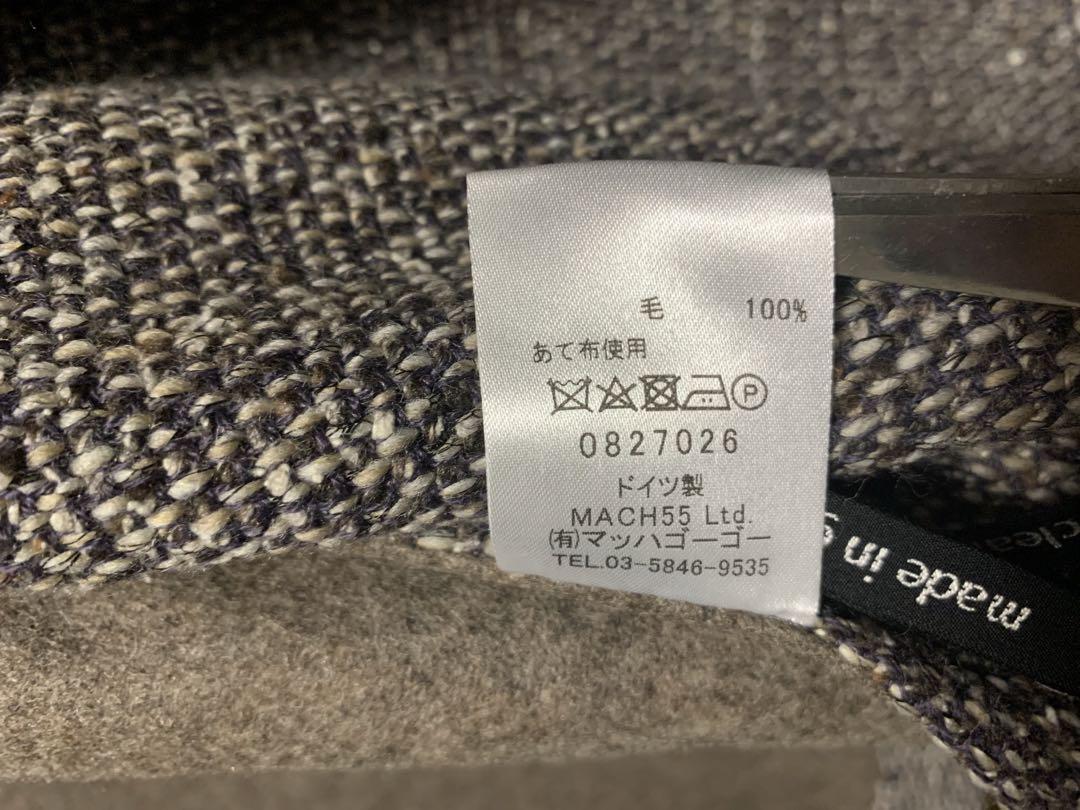 毛 100%
あて布使用
P
0827026
ドイツ製
MACH55 Ltd.
(有)マッハゴーゴー
TEL.03-5846-9535
made in